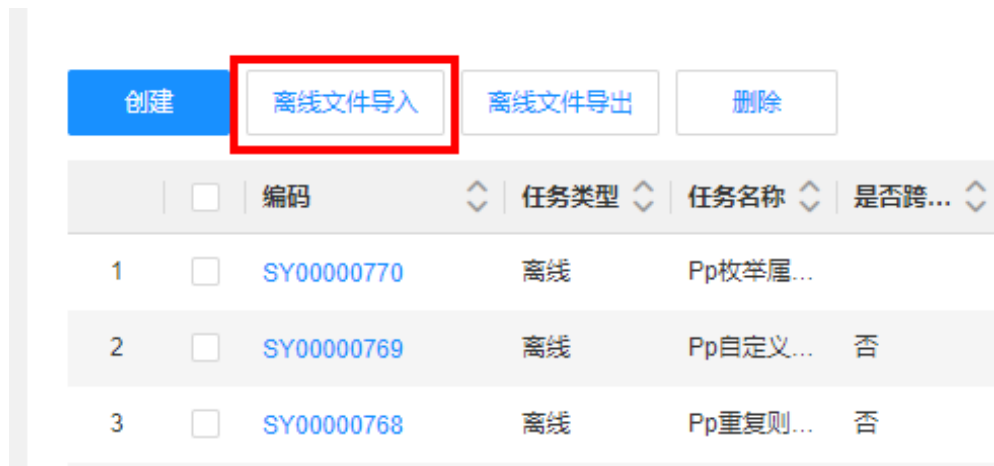 创建 离线文件导入 离线文件导出 删除
编码 任务类型 任务名称 是否跨...
1 SY00000770 离线 Pp枚举属...
2 SY00000769 离线 Pp自定义... 否
3 SY00000768 离线 Pp重复则... 否